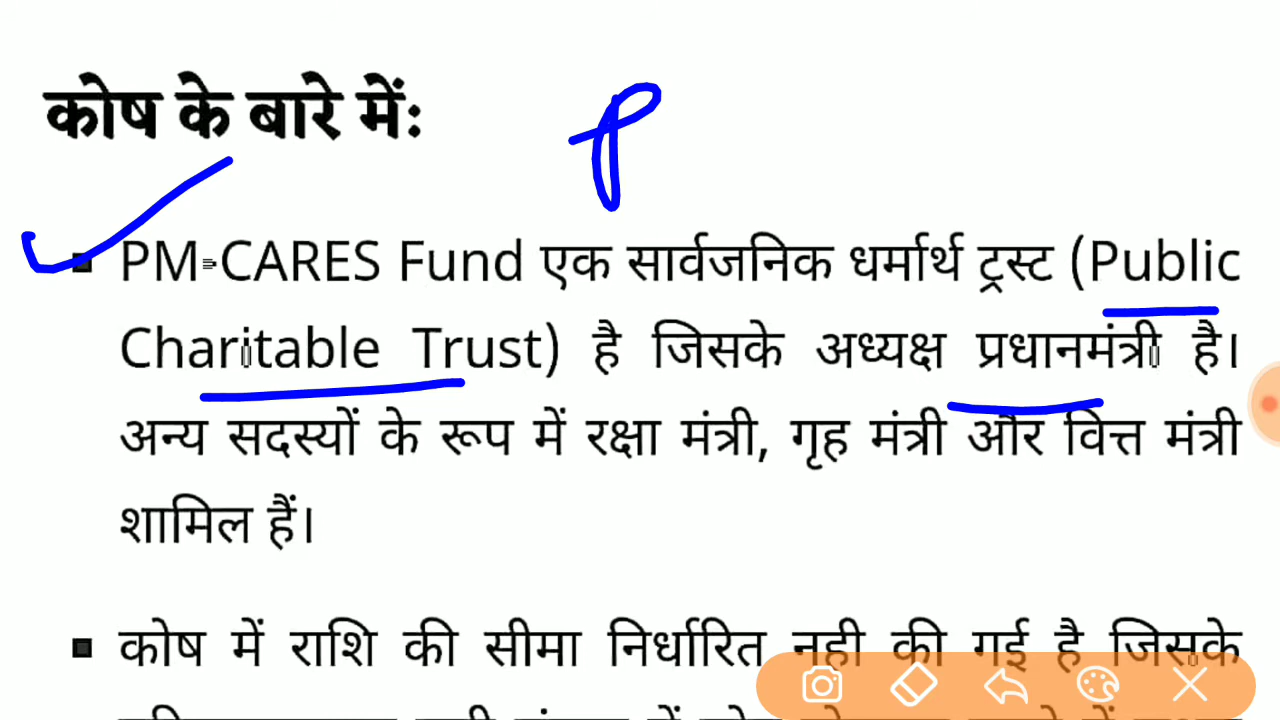 कोष के बारे में:
PM-CARES Fund एक सार्वजनिक धर्मार्थ ट्रस्ट (Public
Charitable Trust) है जिसके अध्यक्ष प्रधानमंत्री है।
अन्य सदस्यों के रूप में रक्षा मंत्री, गृह मंत्री और वित्त मंत्री
शामिल हैं।
कोष में राशि की सीमा निर्धारित नही की गई है जिसके